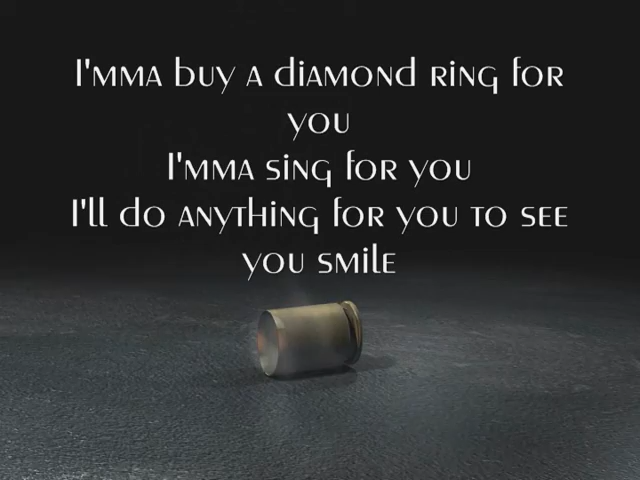 I'mma buy a diamond ring for
you
I'mma sing for you
I'll do anything for you to see
you smile